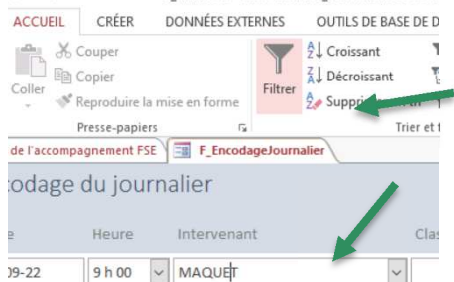 ACCUEIL CRÉER DONNÉES EXTERNES OUTILS DE BASE DE D
Couper
Copier
Reproduire la mise en forme
Coller
Filtrer
Croissant
Décroissant
Presse-papiers
Trier et f
de l'accompagnement FSE F_EncodageJournalier
codage du journalier
e Heure Intervenant Cla
09-22 9 h 00 MAQUET